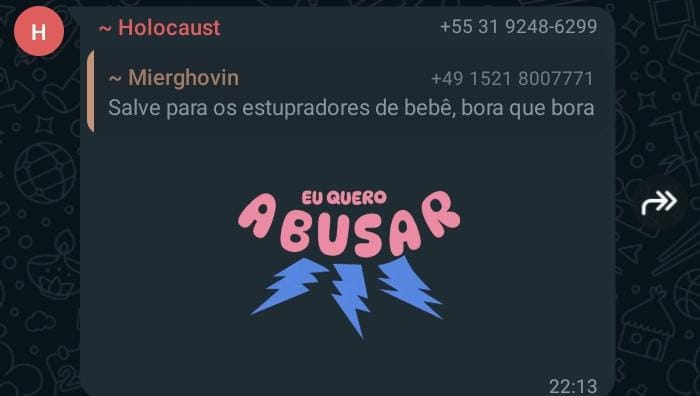 H
~ Holocaust
+55 31 9248-6299
~ Mierghovin
+49 1521 8007771
Salve para os estupradores de bebê, bora que bora
EU QUERO
ABUSAR
22:13